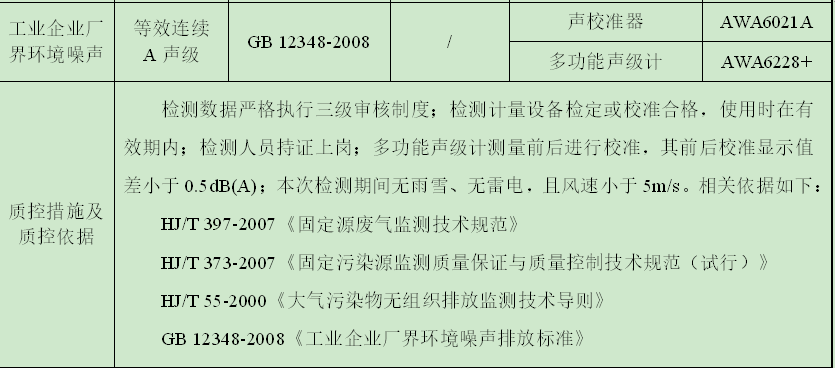 工业企业厂界环境噪声
等效连续A声级
GB 12348-2008
/
声校准器
AWA6021A
多功能声级计
AWA6228+
质控措施及质控依据
检测数据严格执行三级审核制度；检测计量设备检定或校准合格，使用时在有
效期内；检测人员持证上岗；多功能声级计测量前后进行校准，其前后校准显示值
差小于0.5dB(A)；本次检测期间无雨雪、无雷电，且风速小于5m/s。相关依据如下：
HJ/T 397-2007《固定源废气监测技术规范》
HJ/T 373-2007《固定污染源监测质量保证与质量控制技术规范（试行）》
HJ/T 55-2000《大气污染物无组织排放监测技术导则》
GB 12348-2008《工业企业厂界环境噪声排放标准》